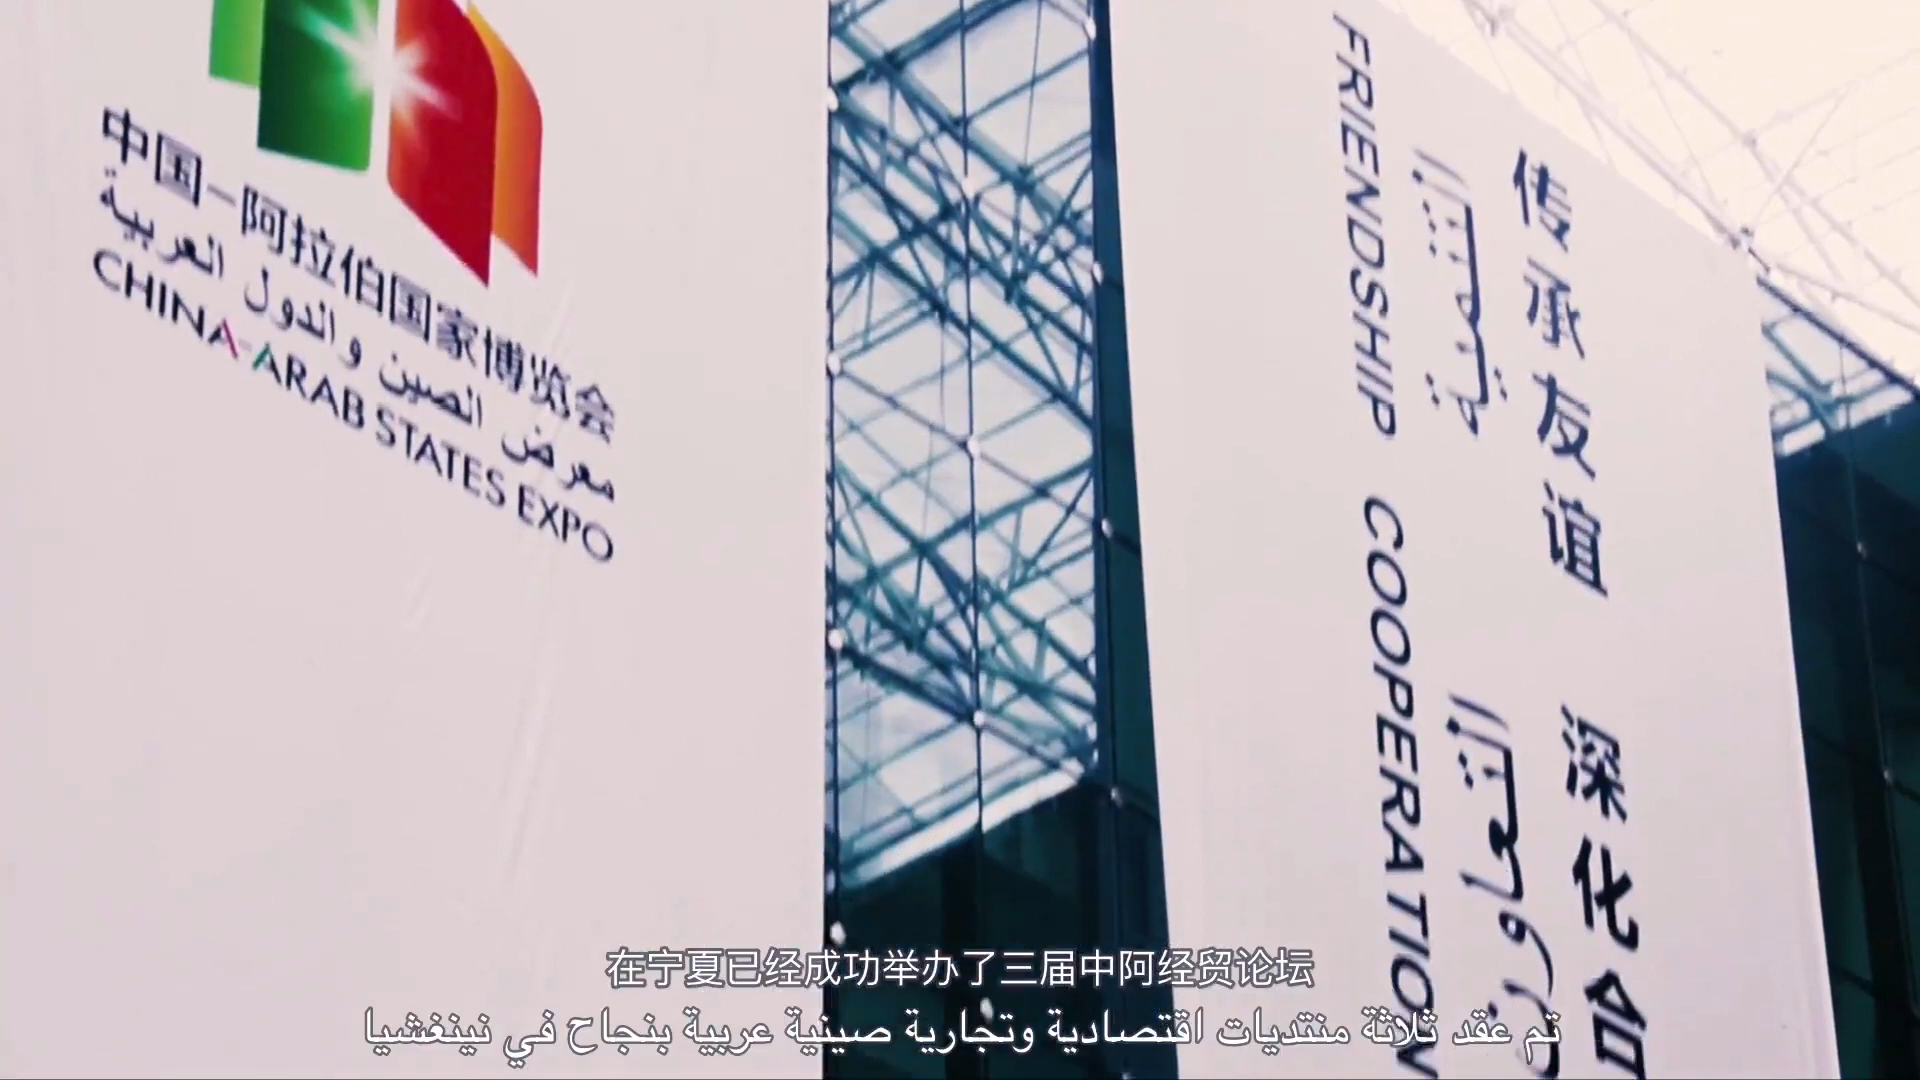 中国-阿拉伯国家博览会
معرض الصين والدول العربية
CHINA-ARAB STATES EXPO
传承友谊 深化合
FRIENDSHIP COOPERATION
在宁夏已经成功举办了三届中阿经贸论坛
تم عقد ثلاثة منتديات اقتصادية وتجارية صينية عربية بنجاح في نينغشيا